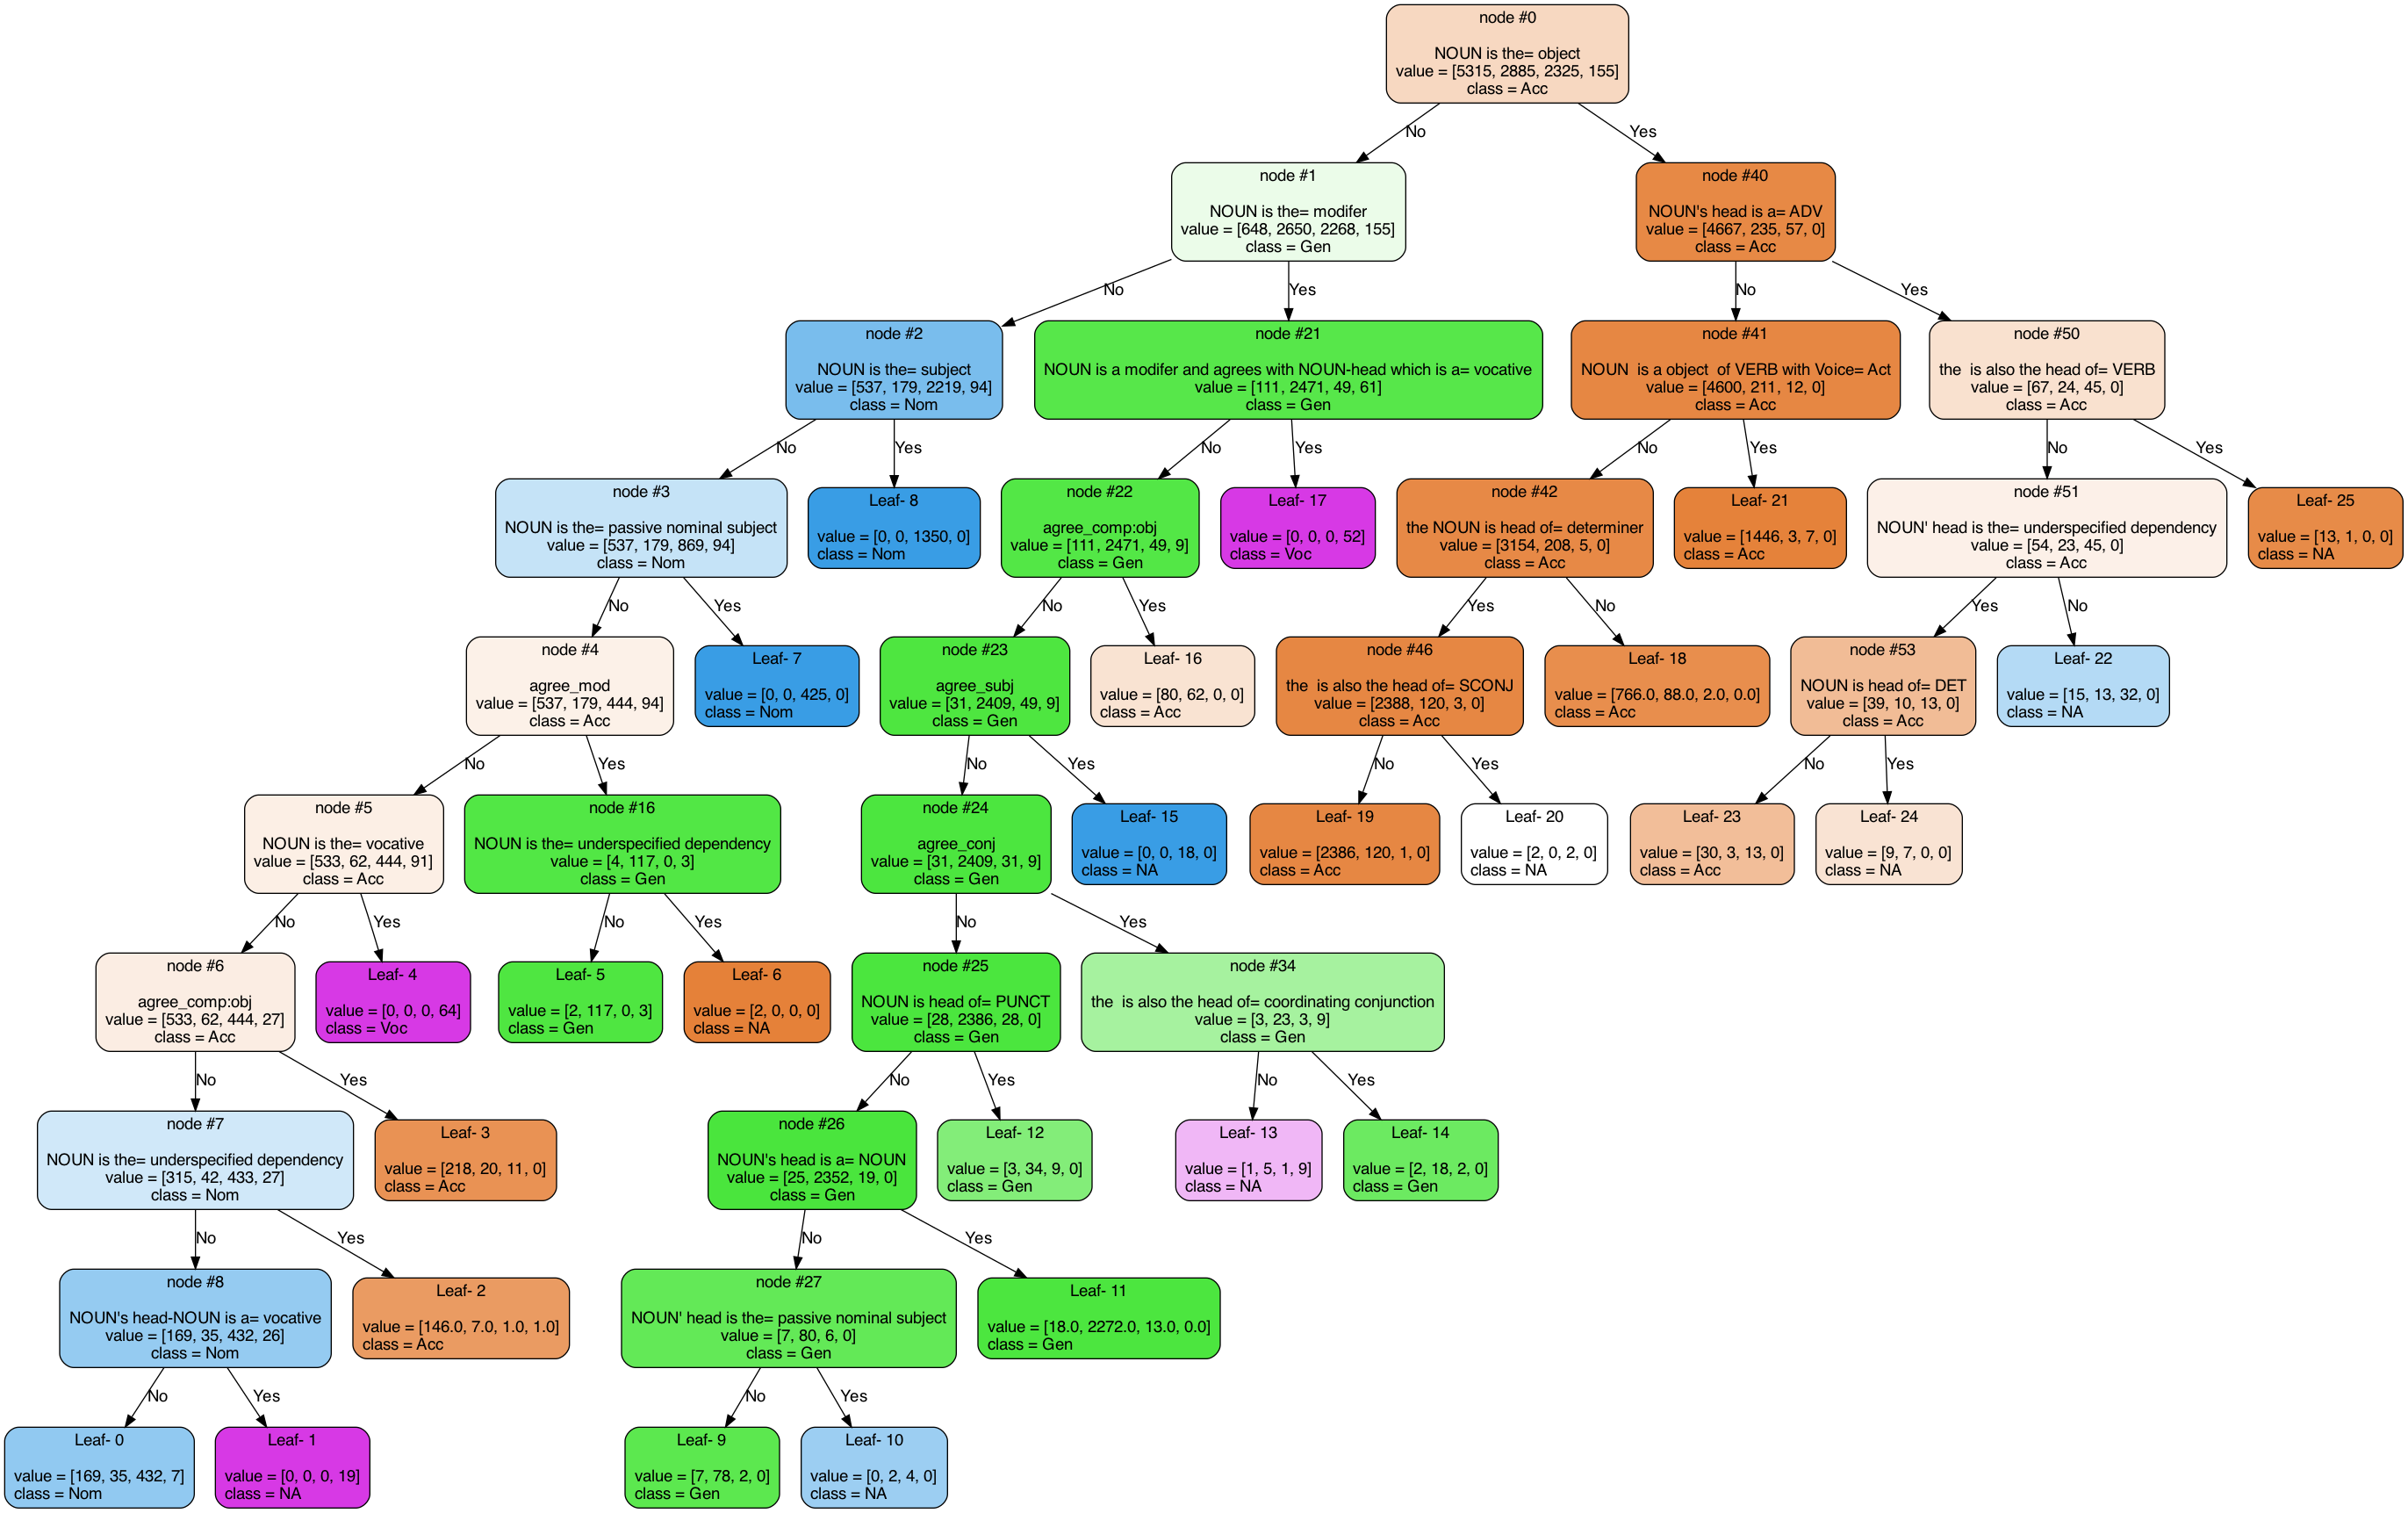 node #0
NOUN is the= object
value = [5315, 2885, 2325, 155]
class = Acc
No
Yes
node #1
NOUN is the= modifer
value = [648, 2650, 2268, 155]
class = Gen
node #40
NOUN's head is a= ADV
value = [4667, 235, 57, 0]
class = Acc
No
Yes
No
Yes
node #2
NOUN is the= subject
value = [537, 179, 2219, 94]
class = Nom
node #21
NOUN is a modifer and agrees with NOUN-head which is a= vocative
value = [111, 2471, 49, 61]
class = Gen
node #41
NOUN  is a object  of VERB with Voice= Act
value = [4600, 211, 12, 0]
class = Acc
node #50
the  is also the head of= VERB
value = [67, 24, 45, 0]
class = Acc
No
Yes
No
Yes
No
Yes
No
Yes
node #3
NOUN is the= passive nominal subject
value = [537, 179, 869, 94]
class = Nom
Leaf- 8
value = [0, 0, 1350, 0]
class = Nom
node #22
agree_comp:obj
value = [111, 2471, 49, 9]
class = Gen
Leaf- 17
value = [0, 0, 0, 52]
class = Voc
node #42
the NOUN is head of= determiner
value = [3154, 208, 5, 0]
class = Acc
Leaf- 21
value = [1446, 3, 7, 0]
class = Acc
node #51
NOUN' head is the= underspecified dependency
value = [54, 23, 45, 0]
class = Acc
Leaf- 25
value = [13, 1, 0, 0]
class = NA
No
Yes
No
Yes
Yes
No
Yes
No
node #4
agree_mod
value = [537, 179, 444, 94]
class = Acc
Leaf- 7
value = [0, 0, 425, 0]
class = Nom
node #23
agree_subj
value = [31, 2409, 49, 9]
class = Gen
Leaf- 16
value = [80, 62, 0, 0]
class = Acc
node #46
the  is also the head of= SCONJ
value = [2388, 120, 3, 0]
class = Acc
Leaf- 18
value = [766.0, 88.0, 2.0, 0.0]
class = Acc
node #53
NOUN is head of= DET
value = [39, 10, 13, 0]
class = Acc
Leaf- 22
value = [15, 13, 32, 0]
class = NA
No
Yes
No
Yes
No
Yes
No
Yes
node #5
NOUN is the= vocative
value = [533, 62, 444, 91]
class = Acc
node #16
NOUN is the= underspecified dependency
value = [4, 117, 0, 3]
class = Gen
node #24
agree_conj
value = [31, 2409, 31, 9]
class = Gen
Leaf- 15
value = [0, 0, 18, 0]
class = NA
Leaf- 19
value = [2386, 120, 1, 0]
class = Acc
Leaf- 20
value = [2, 0, 2, 0]
class = NA
Leaf- 23
value = [30, 3, 13, 0]
class = Acc
Leaf- 24
value = [9, 7, 0, 0]
class = NA
No
Yes
No
Yes
No
Yes
node #6
agree_comp:obj
value = [533, 62, 444, 27]
class = Acc
Leaf- 4
value = [0, 0, 0, 64]
class = Voc
Leaf- 5
value = [2, 117, 0, 3]
class = Gen
Leaf- 6
value = [2, 0, 0, 0]
class = NA
node #25
NOUN is head of= PUNCT
value = [28, 2386, 28, 0]
class = Gen
node #34
the  is also the head of= coordinating conjunction
value = [3, 23, 3, 9]
class = Gen
No
Yes
No
Yes
No
Yes
node #7
NOUN is the= underspecified dependency
value = [315, 42, 433, 27]
class = Nom
Leaf- 3
value = [218, 20, 11, 0]
class = Acc
node #26
NOUN's head is a= NOUN
value = [25, 2352, 19, 0]
class = Gen
Leaf- 12
value = [3, 34, 9, 0]
class = Gen
Leaf- 13
value = [1, 5, 1, 9]
class = NA
Leaf- 14
value = [2, 18, 2, 0]
class = Gen
No
Yes
No
Yes
node #8
NOUN's head-NOUN is a= vocative
value = [169, 35, 432, 26]
class = Nom
Leaf- 2
value = [146.0, 7.0, 1.0, 1.0]
class = Acc
node #27
NOUN' head is the= passive nominal subject
value = [7, 80, 6, 0]
class = Gen
Leaf- 11
value = [18.0, 2272.0, 13.0, 0.0]
class = Gen
No
Yes
No
Yes
Leaf- 0
value = [169, 35, 432, 7]
class = Nom
Leaf- 1
value = [0, 0, 0, 19]
class = NA
Leaf- 9
value = [7, 78, 2, 0]
class = Gen
Leaf- 10
value = [0, 2, 4, 0]
class = NA